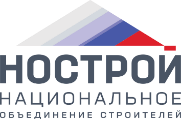 НОСТРОЙ
НАЦИОНАЛЬНОЕ
ОБЪЕДИНЕНИЕ СТРОИТЕЛЕЙ